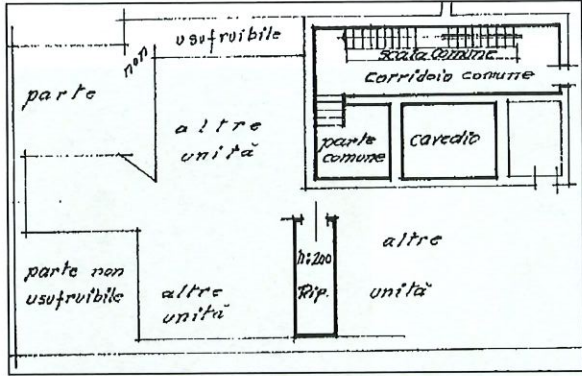 usufruibile
non
parte
scala comune
corridoio comune
altre
unità
parte
comune
cavedio
altre
unità
h:200
Rip.
parte non
usufruibile
altre
unità